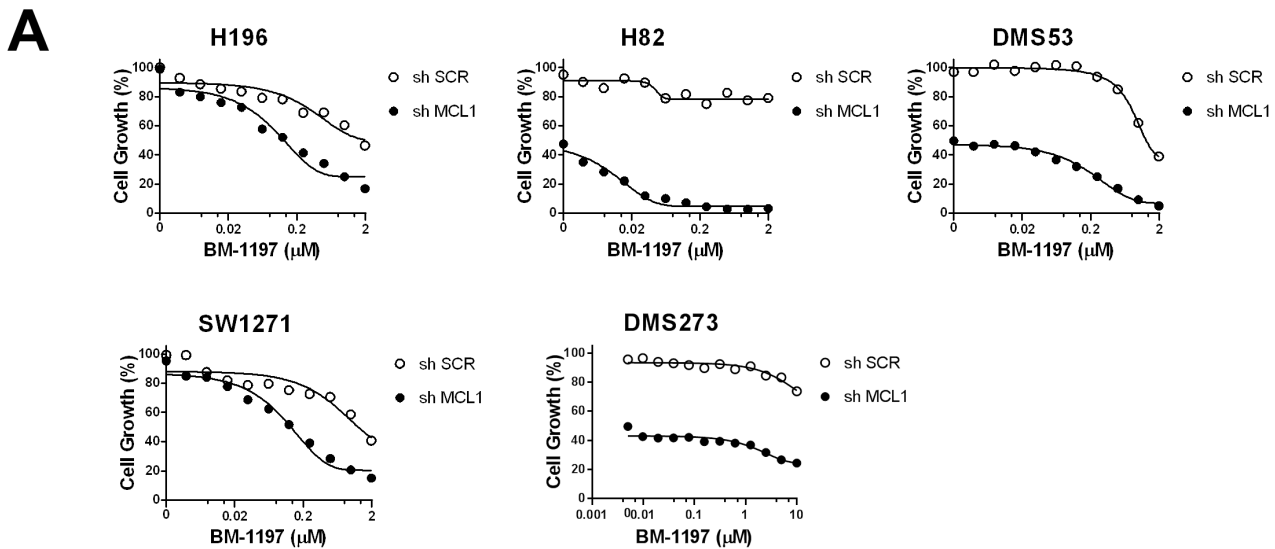 A
H196
100
80
60
40
20
0
Cell Growth (%)
0 0.02 0.2 2
BM-1197 (μM)
sh SCR
sh MCL1
H82
100
80
60
40
20
0
Cell Growth (%)
0 0.02 0.2 2
BM-1197 (μM)
sh SCR
sh MCL1
DMS53
100
80
60
40
20
0
Cell Growth (%)
0 0.02 0.2 2
BM-1197 (μM)
sh SCR
sh MCL1
SW1271
100
80
60
40
20
0
Cell Growth (%)
0 0.02 0.2 2
BM-1197 (μM)
sh SCR
sh MCL1
DMS273
100
80
60
40
20
0
Cell Growth (%)
0.001 0 0.01 0.1 1 10
BM-1197 (μM)
sh SCR
sh MCL1